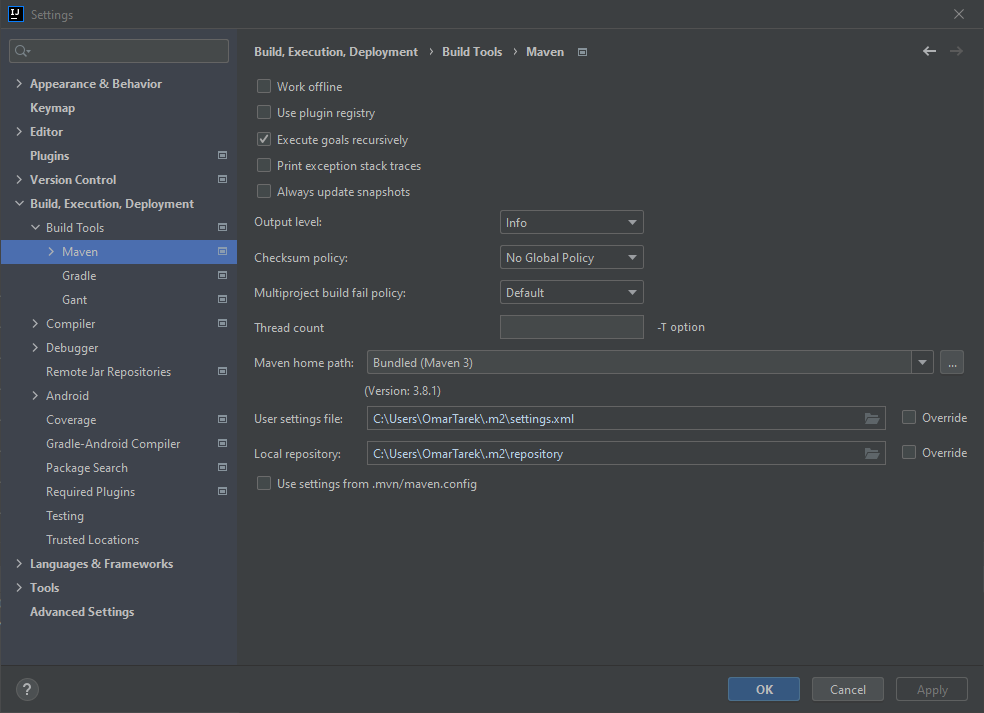 Settings
Build, Execution, Deployment › Build Tools › Maven
Appearance & Behavior
Keymap
Editor
Plugins
Version Control
Build, Execution, Deployment
Build Tools
Maven
Gradle
Gant
Compiler
Debugger
Remote Jar Repositories
Android
Coverage
Gradle-Android Compiler
Package Search
Required Plugins
Testing
Trusted Locations
Languages & Frameworks
Tools
Advanced Settings
Work offline
Use plugin registry
Execute goals recursively
Print exception stack traces
Always update snapshots
Output level: Info
Checksum policy: No Global Policy
Multiproject build fail policy: Default
Thread count -T option
Maven home path: Bundled (Maven 3) ...
(Version: 3.8.1)
User settings file: C:\Users\OmarTarek\.m2\settings.xml Override
Local repository: C:\Users\OmarTarek\.m2\repository Override
Use settings from .mvn/maven.config
? OK Cancel Apply